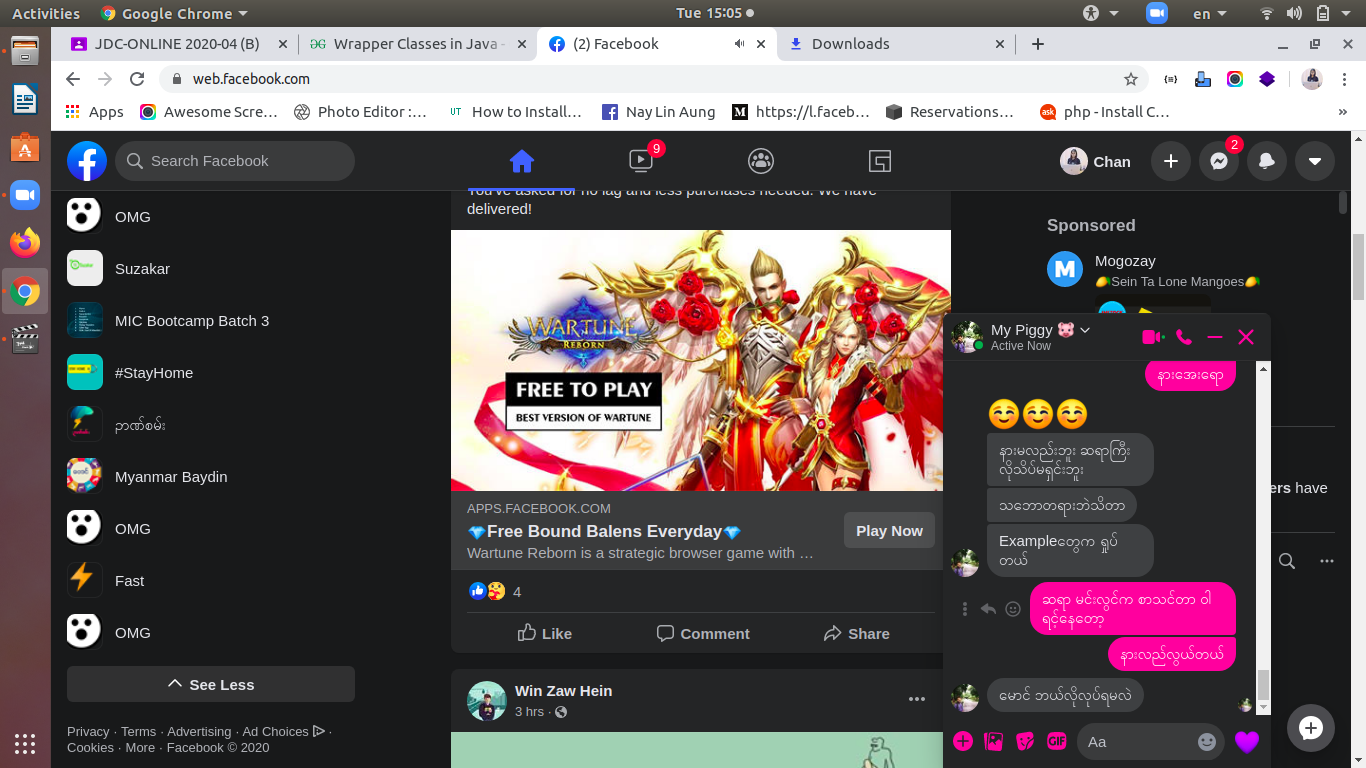 Activities
Google Chrome
Tue 15:05
en
JDC-ONLINE 2020-04 (B)
Wrapper Classes in Java -
(2) Facebook
Downloads
web.facebook.com
Apps
Awesome Scre…
Photo Editor :…
UT How to Install…
Nay Lin Aung
M https://l.faceb…
Reservations…
ask php - Install C…
»
Search Facebook
9
Chan
2
OMG
Suzakar
MIC Bootcamp Batch 3
#StayHome
ဉာဏ်စမ်း
Myanmar Baydin
OMG
Fast
OMG
See Less
Privacy · Terms · Advertising · Ad Choices ·
Cookies · More · Facebook © 2020
You've asked for no lag and less purchases needed. We have
delivered!
WARTUNE
REBORN
FREE TO PLAY
BEST VERSION OF WARTUNE
APPS.FACEBOOK.COM
💎Free Bound Balens Everyday💎
Wartune Reborn is a strategic browser game with …
Play Now
4
Like
Comment
Share
Win Zaw Hein
3 hrs ·
Sponsored
M
Mogozay
🥭Sein Ta Lone Mangoes🥭
ers have
My Piggy 🐷
Active Now
နားအေးရော
☺️☺️☺️
နားမလည်ဘူး ဆရာကြီး
လိုသိပ်မရှင်းဘူး
သဘောတရားဘဲသိတာ
Exampleတွေက ရှုပ်
တယ်
ဆရာ မင်းလွင်က စာသင်တာ ဝါ
ရင့်နေတော့
နားလည်လွယ်တယ်
မောင် ဘယ်လိုလုပ်ရမလဲ
GIF
Aa